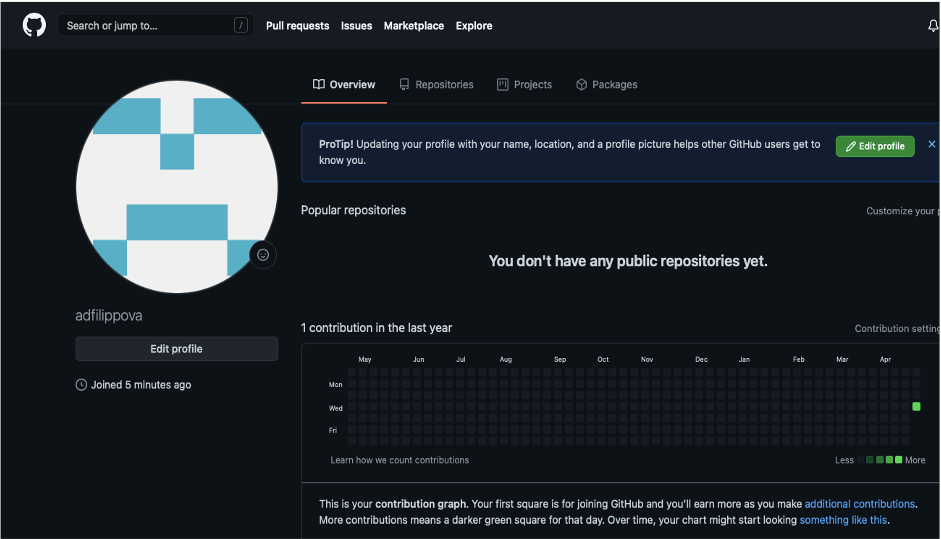 Search or jump to... /
Pull requests Issues Marketplace Explore
Overview Repositories Projects Packages
ProTip! Updating your profile with your name, location, and a profile picture helps other GitHub users get to
know you.
Edit profile
Popular repositories
Customize your p
You don't have any public repositories yet.
adfilippova
Edit profile
Joined 5 minutes ago
1 contribution in the last year
Contribution setting
May Jun Jul Aug Sep Oct Nov Dec Jan Feb Mar Apr
Mon
Wed
Fri
Learn how we count contributions
Less More
This is your contribution graph. Your first square is for joining GitHub and you'll earn more as you make additional contributions.
More contributions means a darker green square for that day. Over time, your chart might start looking something like this.